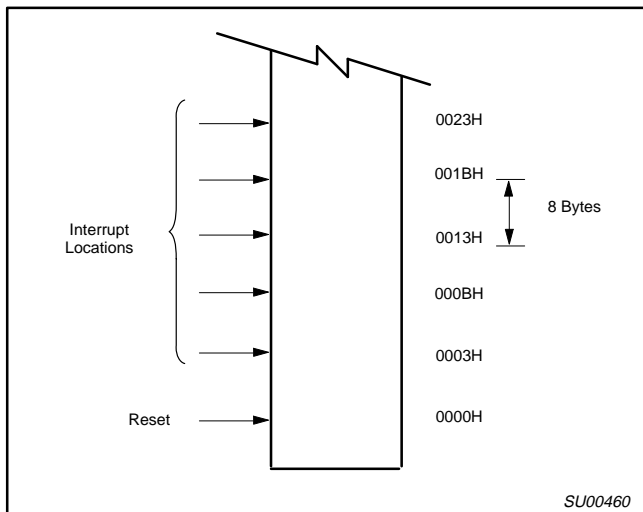 0023H
001BH
8 Bytes
Interrupt
Locations
0013H
000BH
0003H
Reset
0000H
SU00460